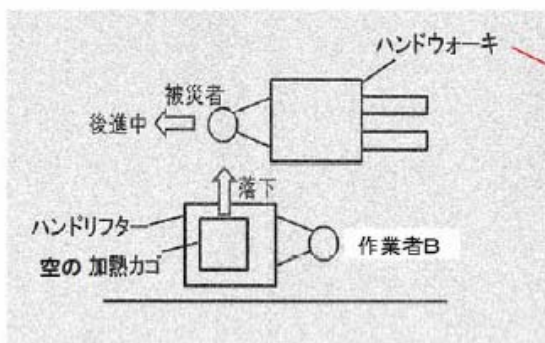 ハンドウォーキ
被災者
後進中
落下
ハンドリフター
空の 加熱カゴ
作業者B